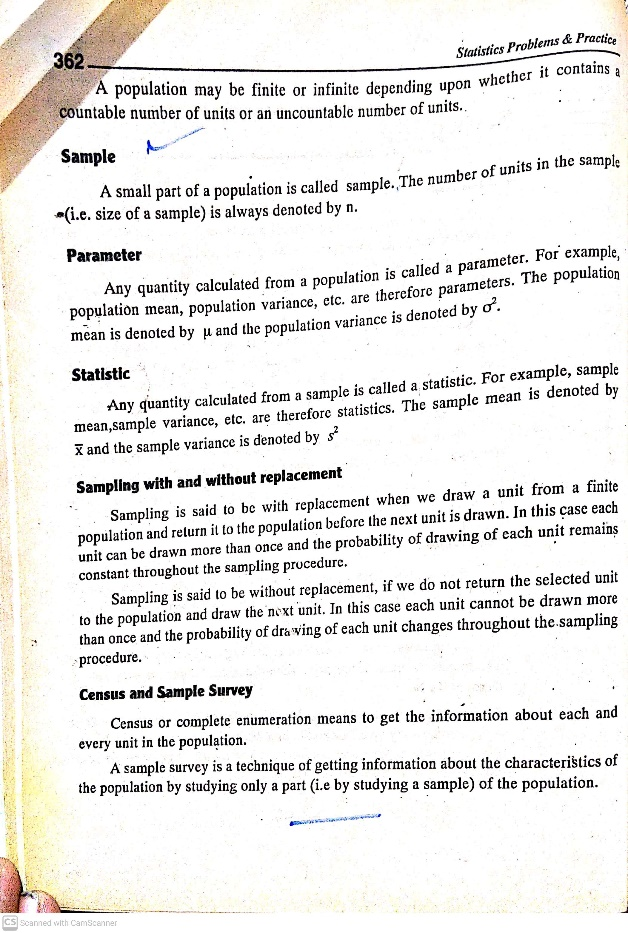 362
Statistics Problems & Practice
A population may be finite or infinite depending upon whether it contains a
countable number of units or an uncountable number of units.
Sample
A small part of a population is called sample. The number of units in the sample
(i.e. size of a sample) is always denoted by n.
Parameter
Any quantity calculated from a population is called a parameter. For example,
population mean, population variance, etc. are therefore parameters. The population
mean is denoted by μ and the population variance is denoted by σ².
Statistic
Any quantity calculated from a sample is called a statistic. For example, sample
mean,sample variance, etc. are therefore statistics. The sample mean is denoted by
x̅ and the sample variance is denoted by s²
Sampling with and without replacement
Sampling is said to be with replacement when we draw a unit from a finite
population and return it to the population before the next unit is drawn. In this case each
unit can be drawn more than once and the probability of drawing of each unit remains
constant throughout the sampling procedure.
Sampling is said to be without replacement, if we do not return the selected unit
to the population and draw the next unit. In this case each unit cannot be drawn more
than once and the probability of drawing of each unit changes throughout the sampling
procedure.
Census and Sample Survey
Census or complete enumeration means to get the information about each and
every unit in the population.
A sample survey is a technique of getting information about the characteristics of
the population by studying only a part (i.e by studying a sample) of the population.
CS Scanned with CamScanner